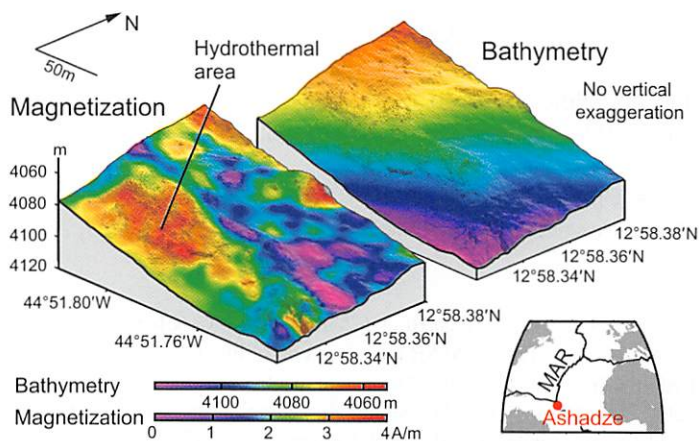 N
50m
Hydrothermal
area
Bathymetry
No vertical
exaggeration
Magnetization
m
4060
4080
4100
4120
44°51.80'W
44°51.76'W
12°58.34'N
12°58.36'N
12°58.38'N
12°58.34'N
12°58.36'N
12°58.38'N
Bathymetry
4100 4080 4060 m
Magnetization
0 1 2 3 4A/m
MAR
Ashadze